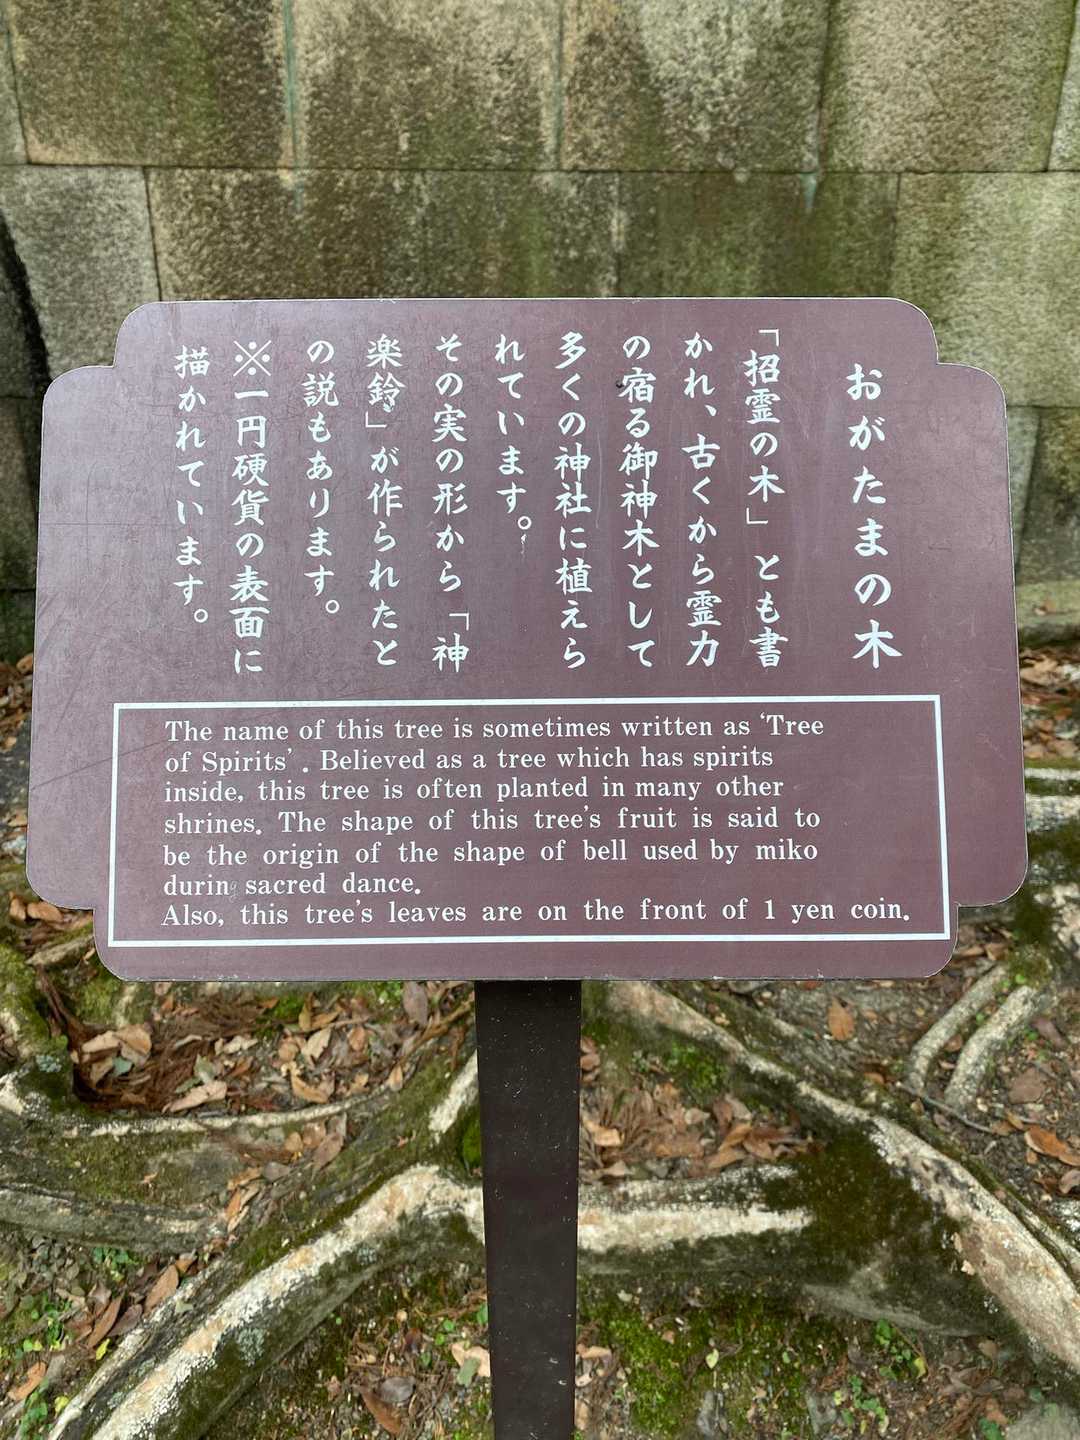 おがたまの木
「招霊の木」とも書
かれ、古くから霊力
の宿る御神木として
多くの神社に植えら
れています。
その実の形から「神
楽鈴」が作られたと
の説もあります。
※一円硬貨の表面に
描かれています。
The name of this tree is sometimes written as ‘Tree
of Spirits’ . Believed as a tree which has spirits
inside, this tree is often planted in many other
shrines. The shape of this tree's fruit is said to
be the origin of the shape of bell used by miko
during sacred dance.
Also, this tree's leaves are on the front of 1 yen coin.